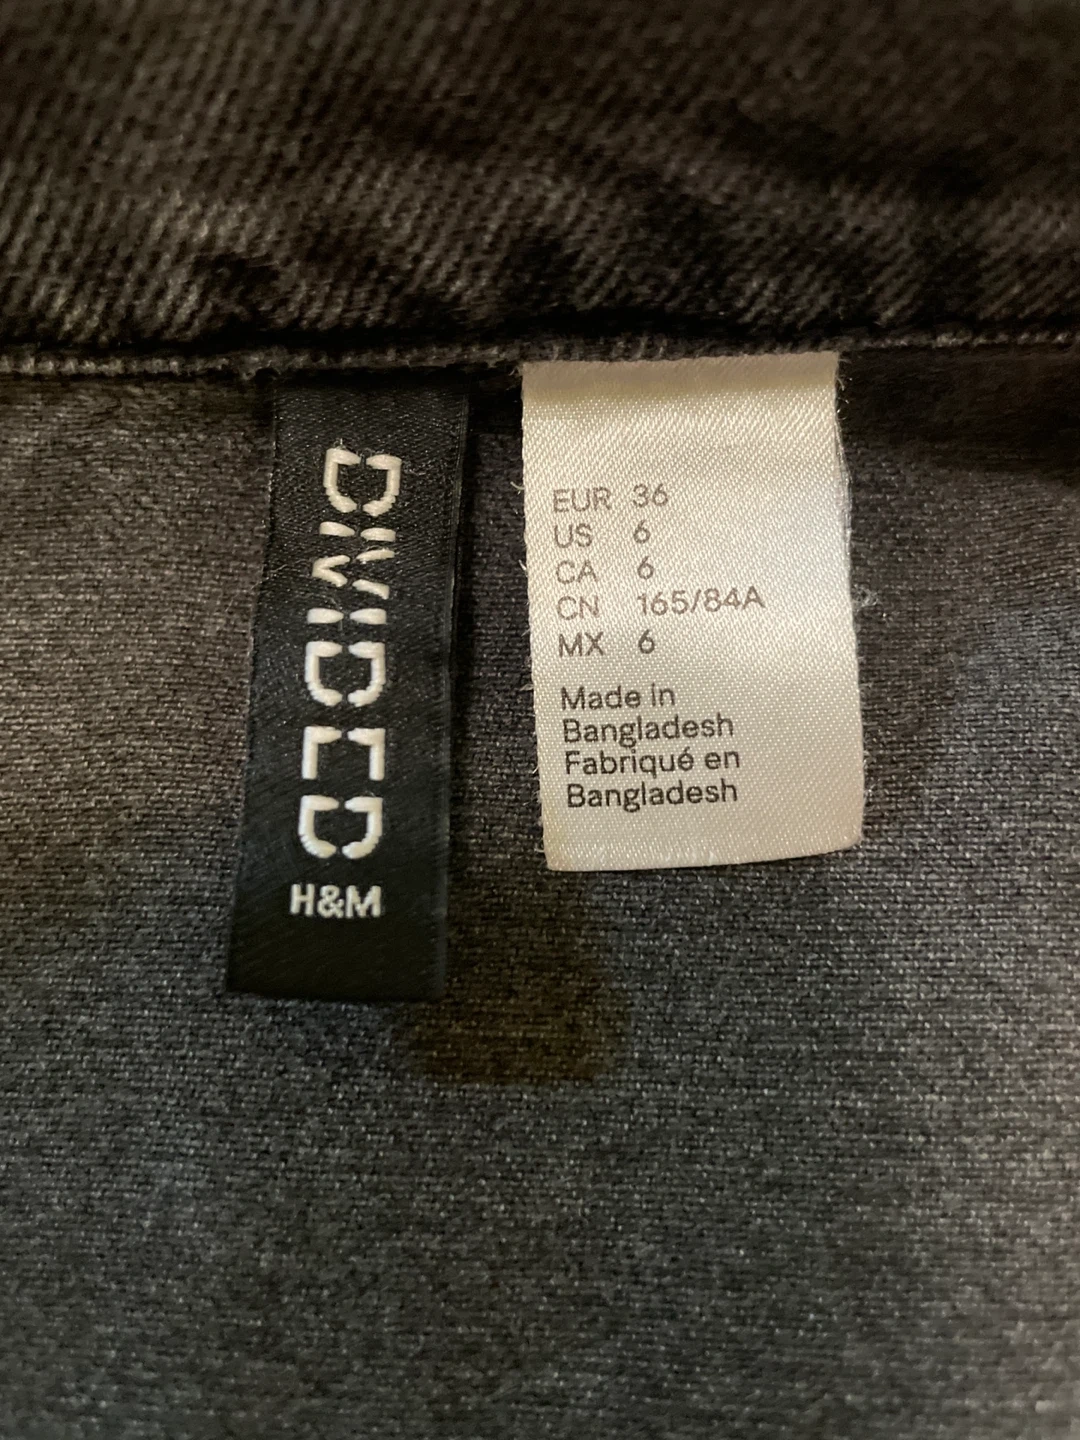 DIVIDED
H&M
EUR 36
US 6
CA 6
CN 165/84A
MX 6
Made in
Bangladesh
Fabriqué en
Bangladesh